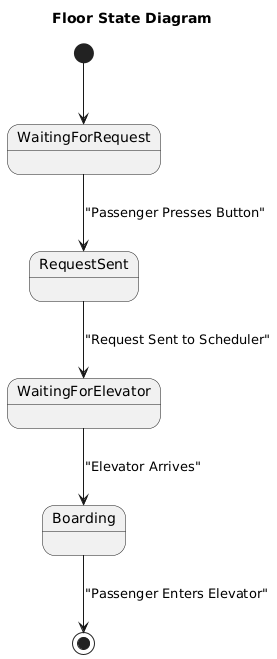 Floor State Diagram
WaitingForRequest
"Passenger Presses Button"
RequestSent
"Request Sent to Scheduler"
WaitingForElevator
"Elevator Arrives"
Boarding
"Passenger Enters Elevator"